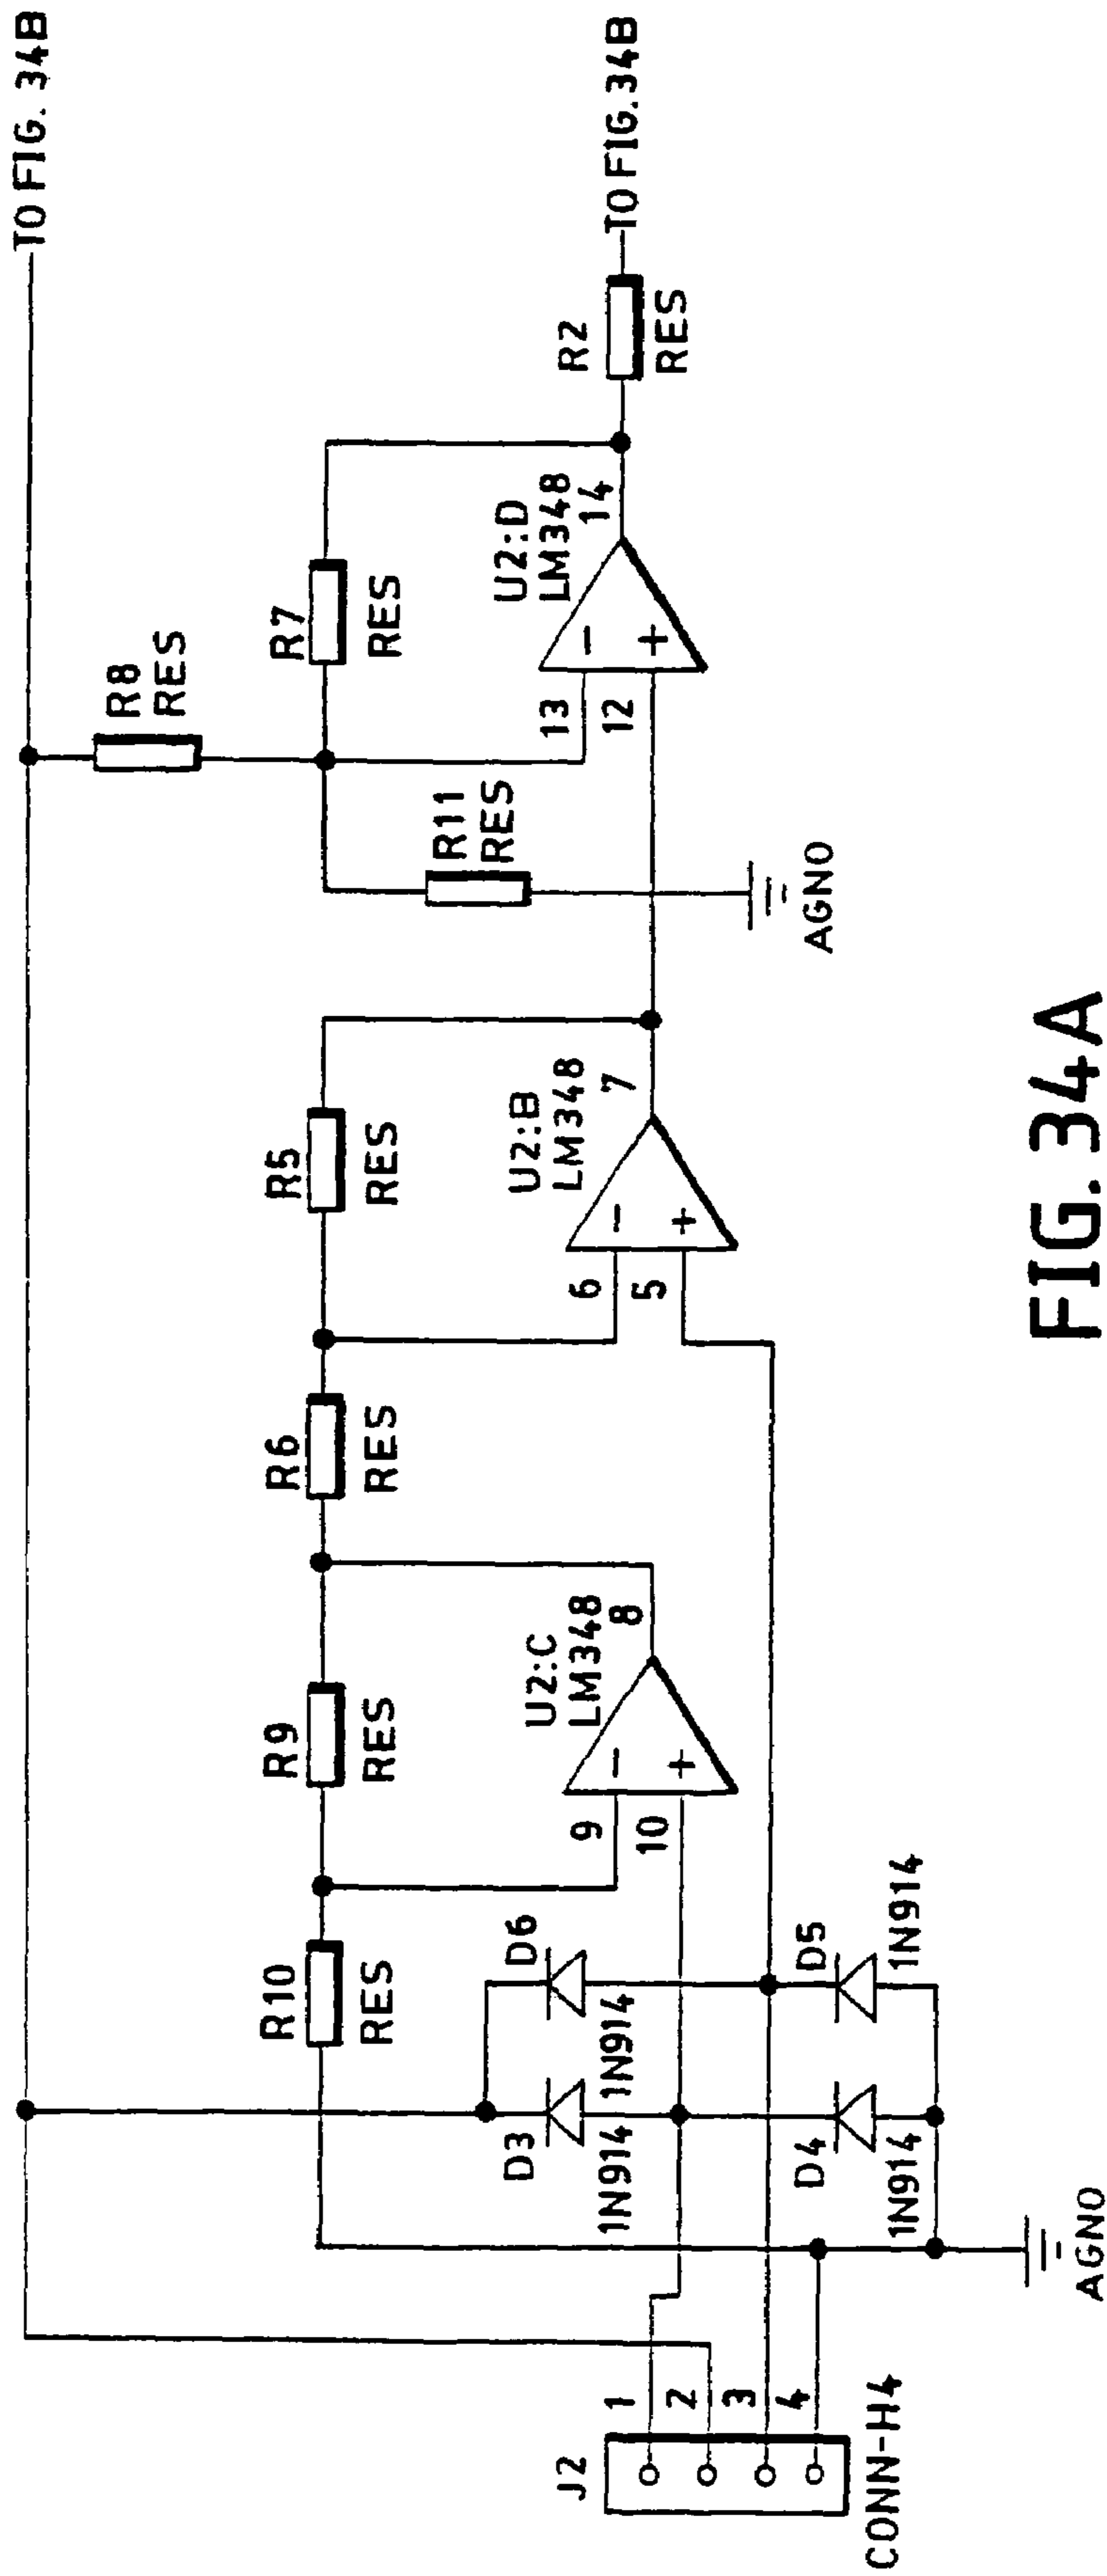 TO FIG. 34B
R8
RES
R7
RES
R5
RES
R6
RES
R9
RES
R10
RES
R11
RES
U2:D
LM348
14
13
12
R2
RES
TO FIG. 34B
AGNO
U2:B
LM348
7
6
5
U2:C
LM348
8
9
10
D6
1N914
D3
1N914
D5
1N914
D4
1N914
J2
1
2
3
4
CONN-H4
AGNO
FIG. 34A